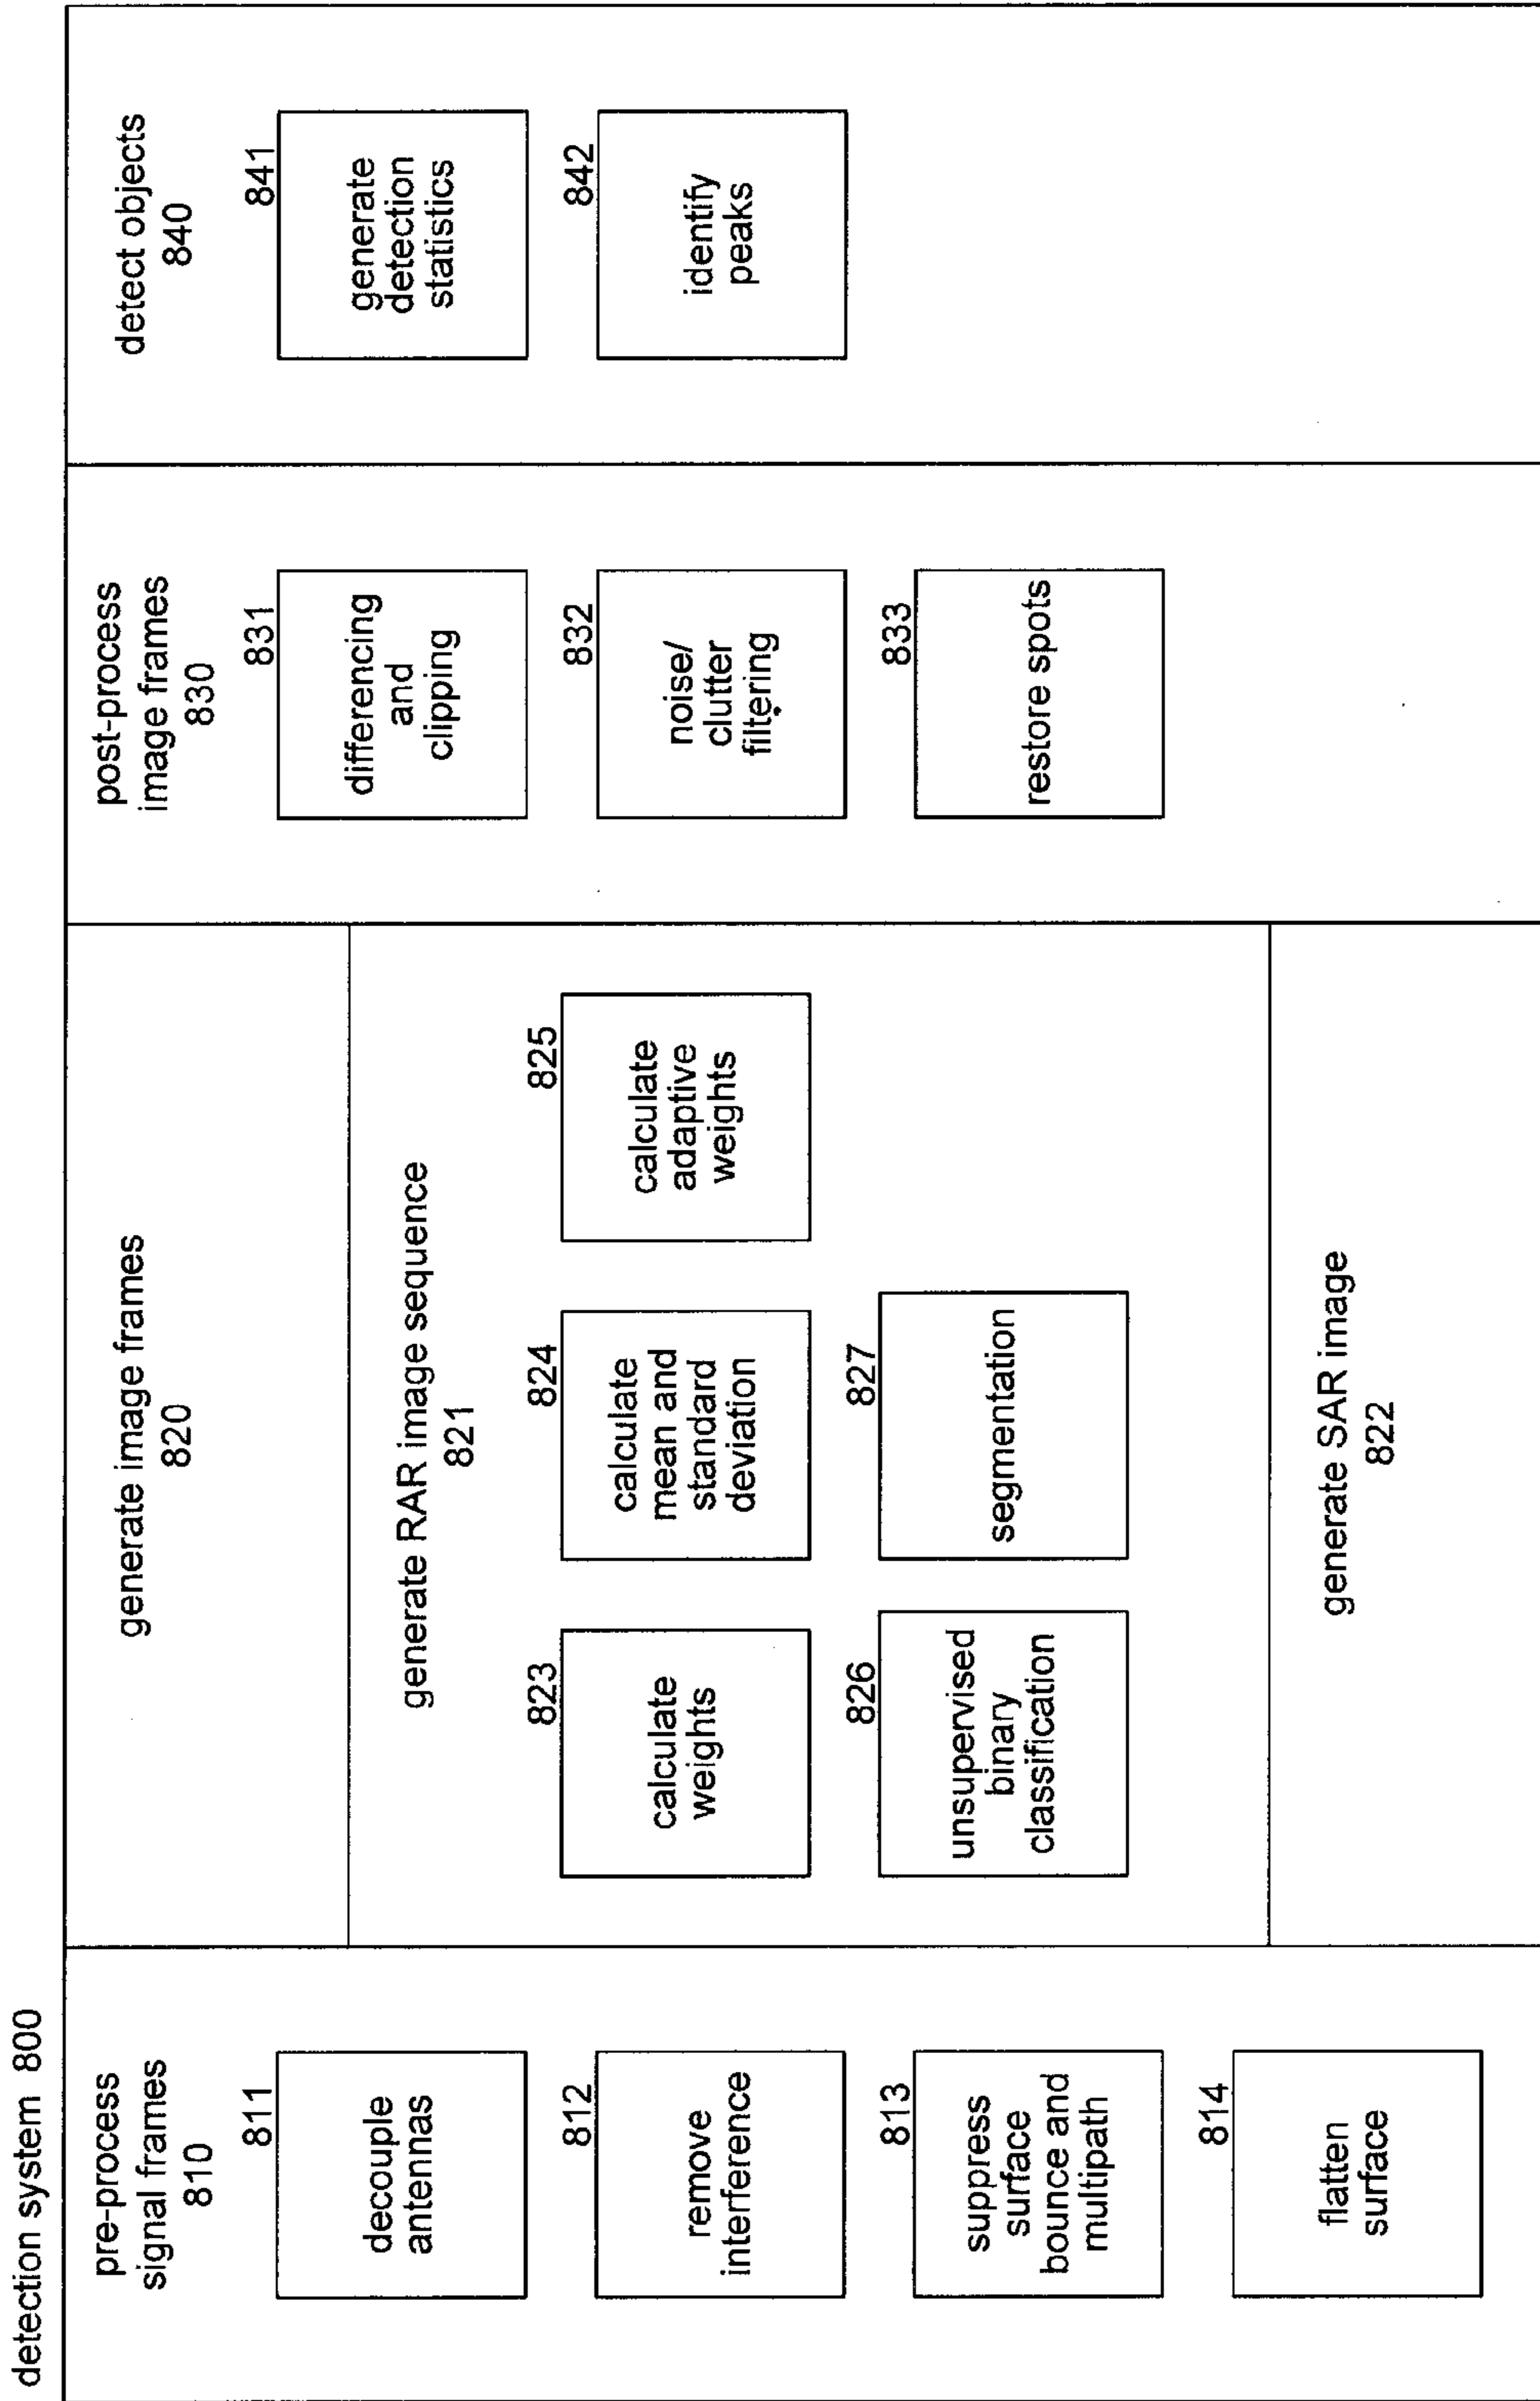 detection system 800
pre-process
signal frames
810
811
decouple
antennas
812
remove
interference
813
suppress
surface
bounce and
multipath
814
flatten
surface
generate image frames
820
generate RAR image sequence
821
823
calculate
weights
824
calculate
mean and
standard
deviation
825
calculate
adaptive
weights
826
unsupervised
binary
classification
827
segmentation
generate SAR image
822
post-process
image frames
830
831
differencing
and
clipping
832
noise/
clutter
filtering
833
restore spots
detect objects
840
841
generate
detection
statistics
842
identify
peaks